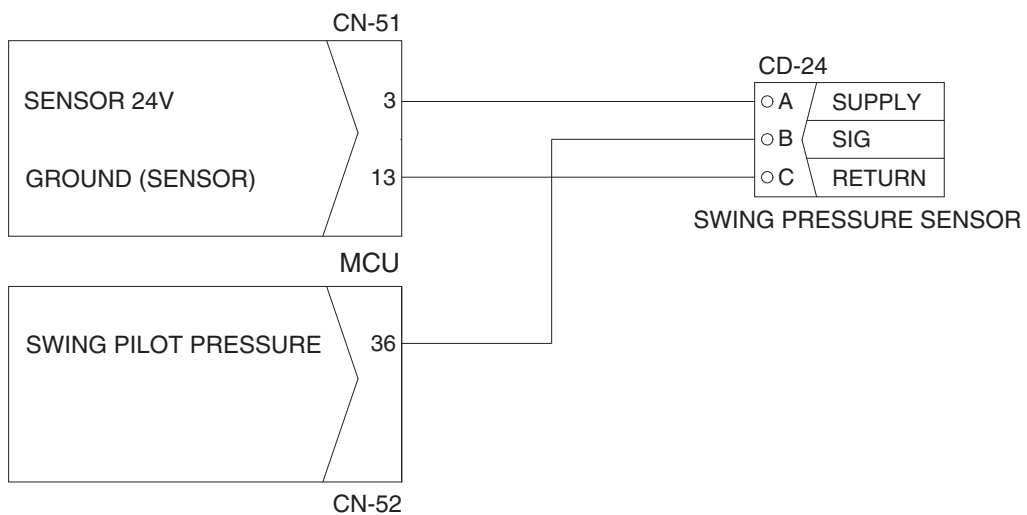 CN-51
CD-24
SENSOR 24V 3
A SUPPLY
B SIG
GROUND (SENSOR) 13
C RETURN
SWING PRESSURE SENSOR
MCU
SWING PILOT PRESSURE 36
CN-52